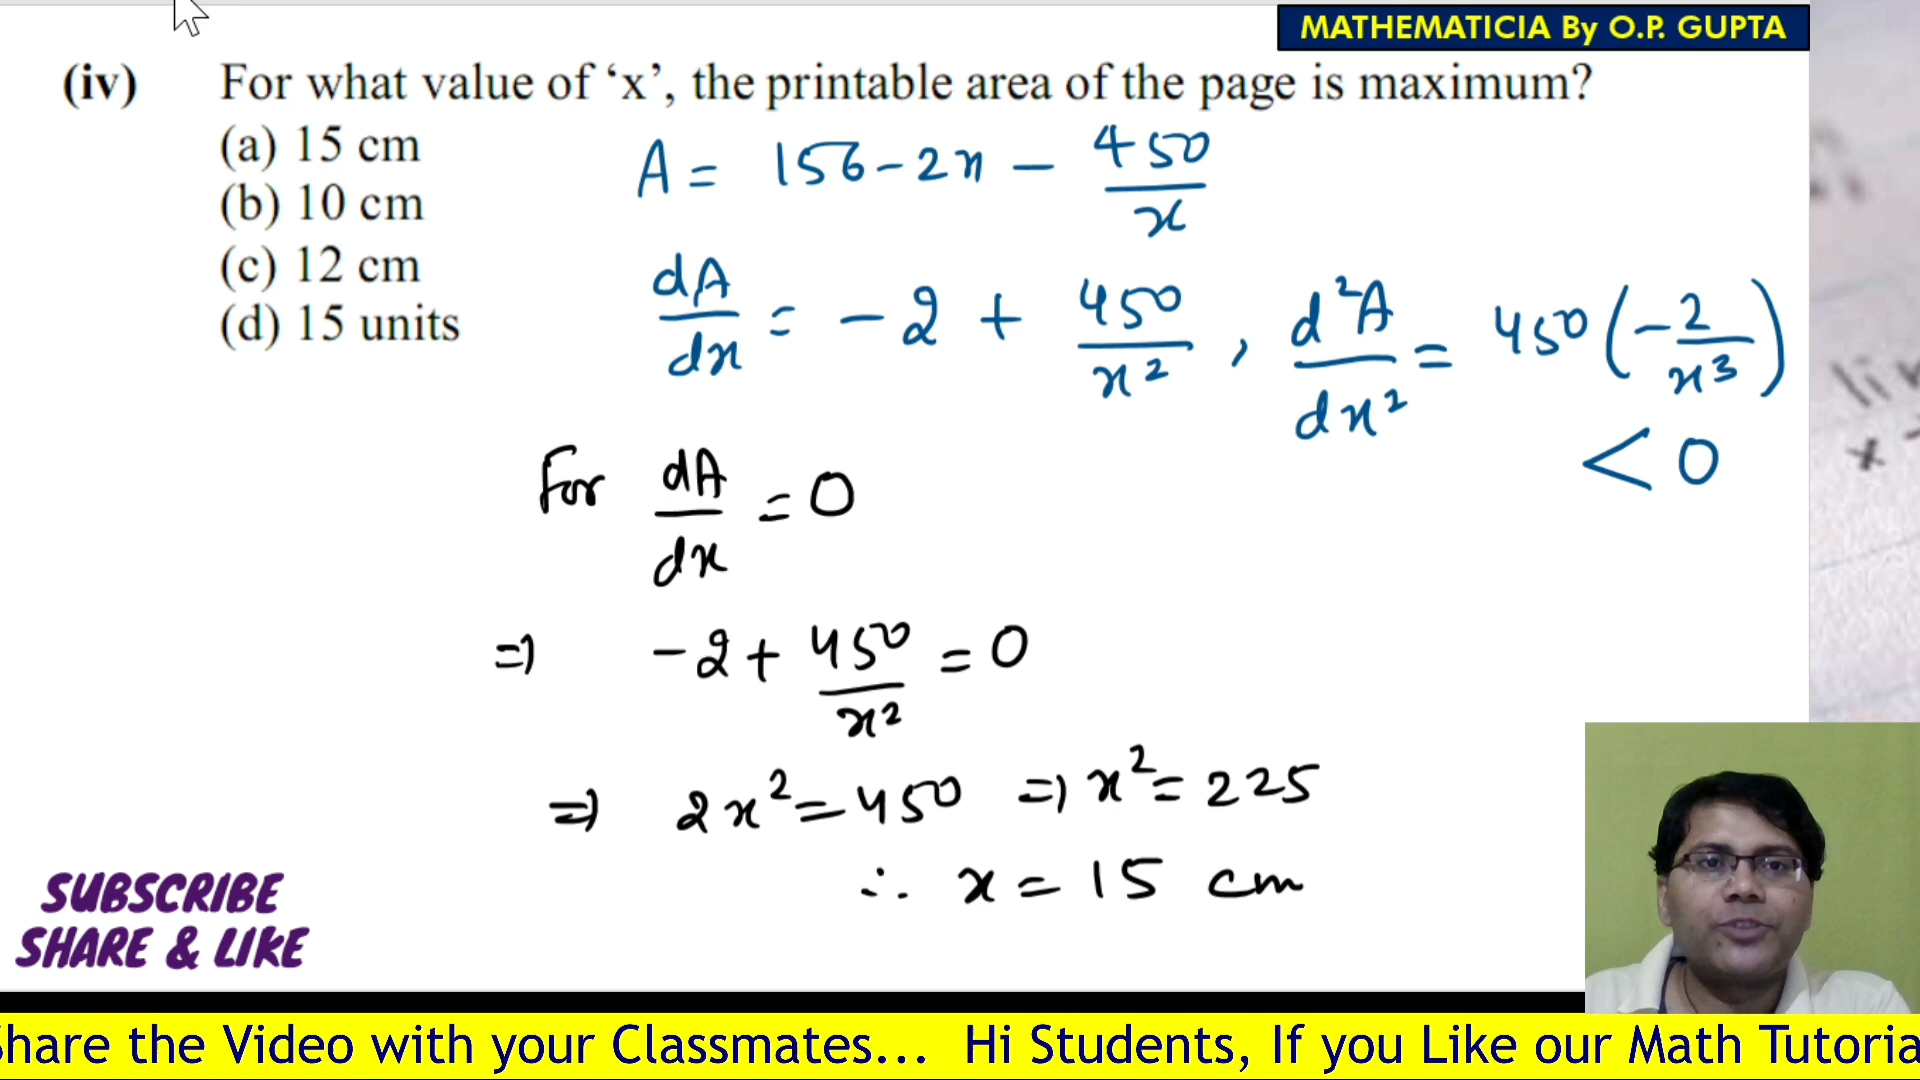 MATHEMATICIA By O.P. GUPTA
(iv) For what value of ‘x’, the printable area of the page is maximum?
(a) 15 cm
(b) 10 cm
(c) 12 cm
(d) 15 units
A = 156 - 2x - 450/x
dA/dx = -2 + 450/x², d²A/dx² = 450(-2/x³)
< 0
For dA/dx = 0
⇒ -2 + 450/x² = 0
⇒ 2x² = 450 ⇒ x² = 225
∴ x = 15 cm
SUBSCRIBE
SHARE & LIKE
Share the Video with your Classmates... Hi Students, If you Like our Math Tutoria